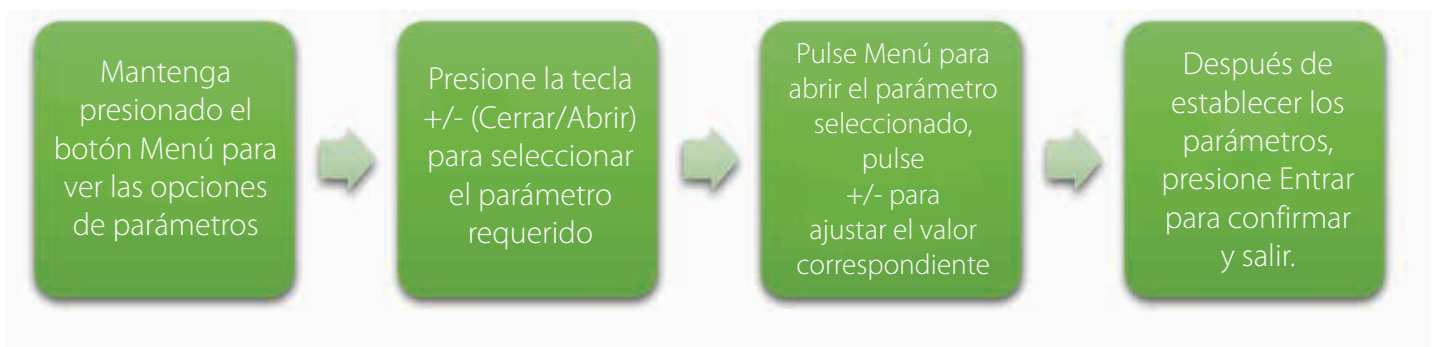 Mantenga
presionado el
botón Menú para
ver las opciones
de parámetros
Presione la tecla
+/- (Cerrar/Abrir)
para seleccionar
el parámetro
requerido
Pulse Menú para
abrir el parámetro
seleccionado,
pulse
+/- para
ajustar el valor
correspondiente
Después de
establecer los
parámetros,
presione Entrar
para confirmar
y salir.